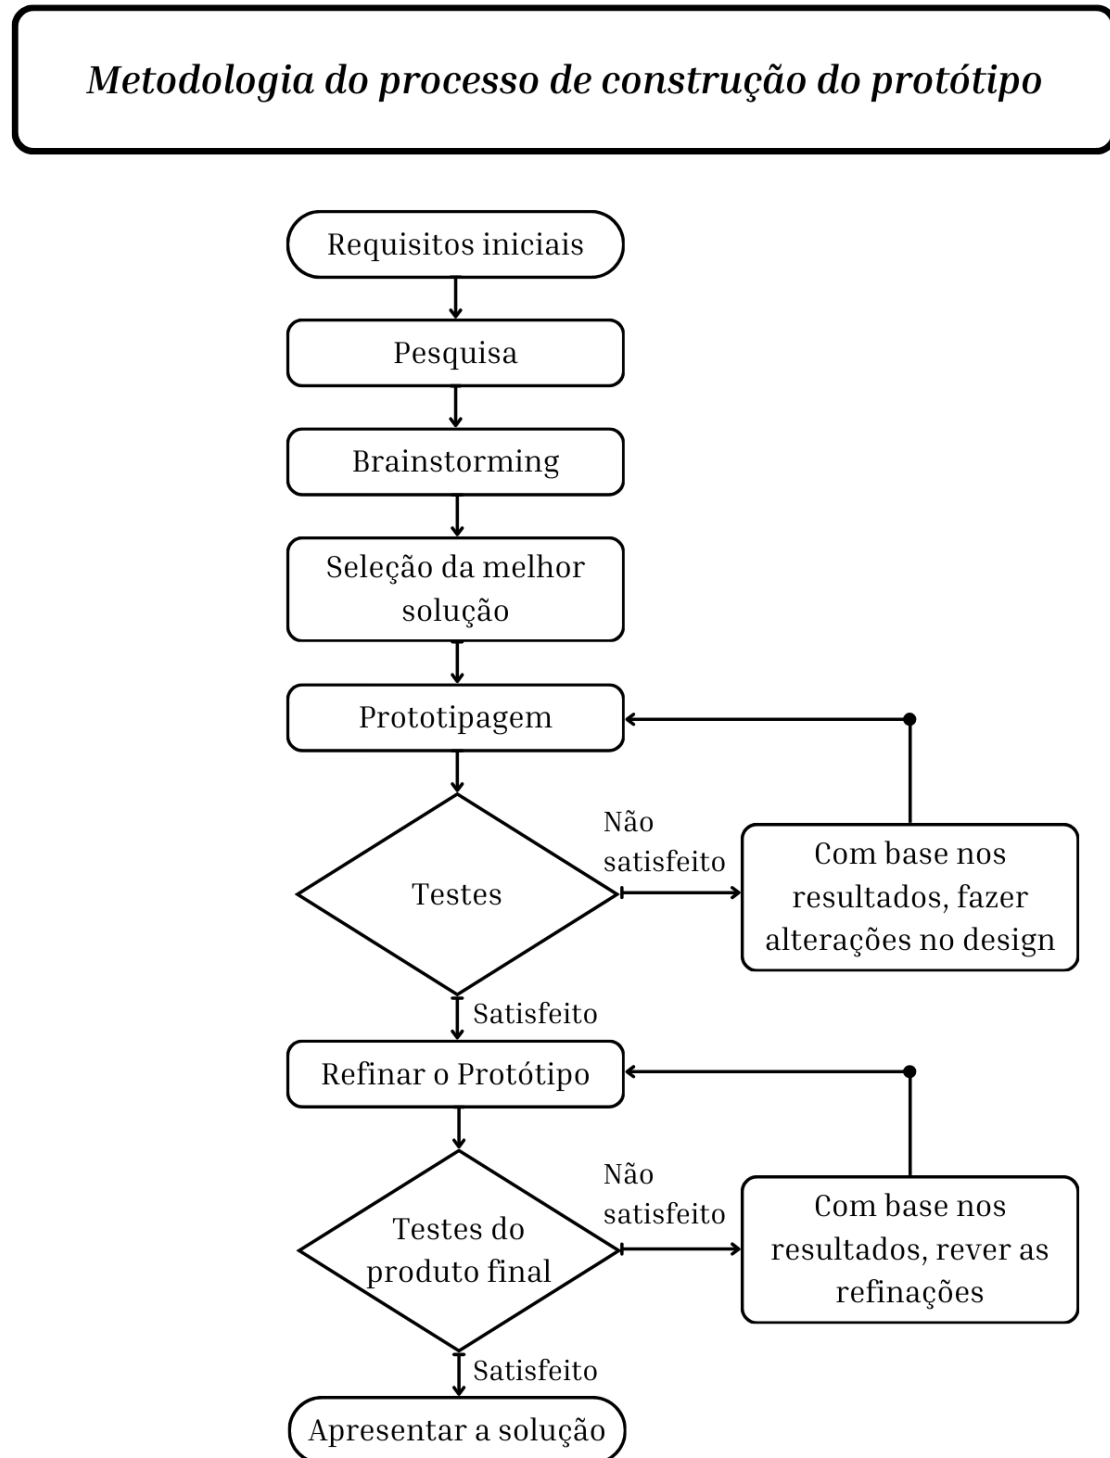 Metodologia do processo de construção do protótipo
Requisitos iniciais
Pesquisa
Brainstorming
Seleção da melhor
solução
Prototipagem
Testes
Não
satisfeito
Com base nos
resultados, fazer
alterações no design
Satisfeito
Refinar o Protótipo
Testes do
produto final
Não
satisfeito
Com base nos
resultados, rever as
refinações
Satisfeito
Apresentar a solução